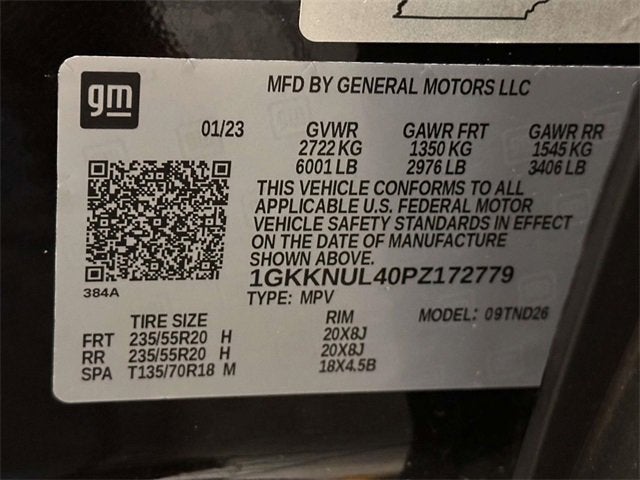 gm
MFD BY GENERAL MOTORS LLC
01/23 GVWR GAWR FRT GAWR RR
2722 KG 1350 KG 1545 KG
6001 LB 2976 LB 3406 LB
THIS VEHICLE CONFORMS TO ALL
APPLICABLE U.S. FEDERAL MOTOR
VEHICLE SAFETY STANDARDS IN EFFECT
ON THE DATE OF MANUFACTURE
SHOWN ABOVE.
1GKKNUL40PZ172779
384A
TYPE: MPV MODEL: 09TND26
TIRE SIZE RIM
FRT 235/55R20 H 20X8J
RR 235/55R20 H 20X8J
SPA T135/70R18 M 18X4.5B